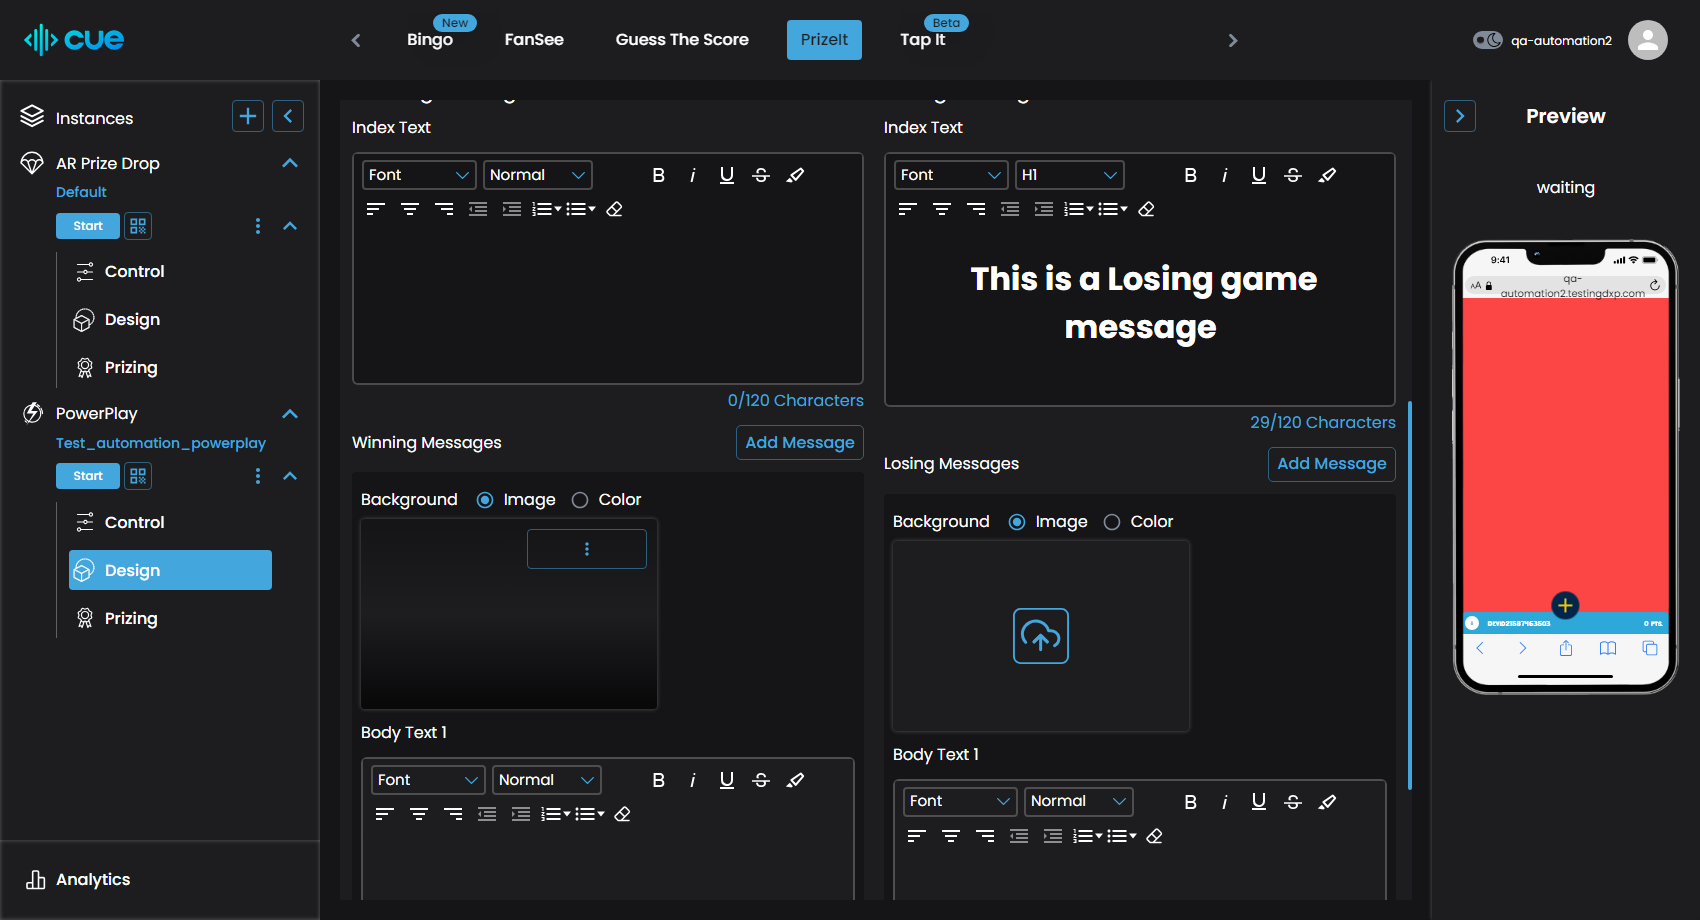 cue
Bingo
New
FanSee
Guess The Score
PrizeIt
Tap It
Beta
qa-automation2
Instances
AR Prize Drop
Default
Start
Control
Design
Prizing
PowerPlay
Test_automation_powerplay
Start
Control
Design
Prizing
Analytics
Index Text
Font
Normal
B i U S
0/120 Characters
Winning Messages
Add Message
Background
Image
Color
Body Text 1
Font
Normal
B i U S
Index Text
Font
H1
B i U S
This is a Losing game
message
29/120 Characters
Losing Messages
Add Message
Background
Image
Color
Body Text 1
Font
Normal
B i U S
Preview
waiting
9:41
AA
qa-
automation2.testingdxp.com
0 PTS.